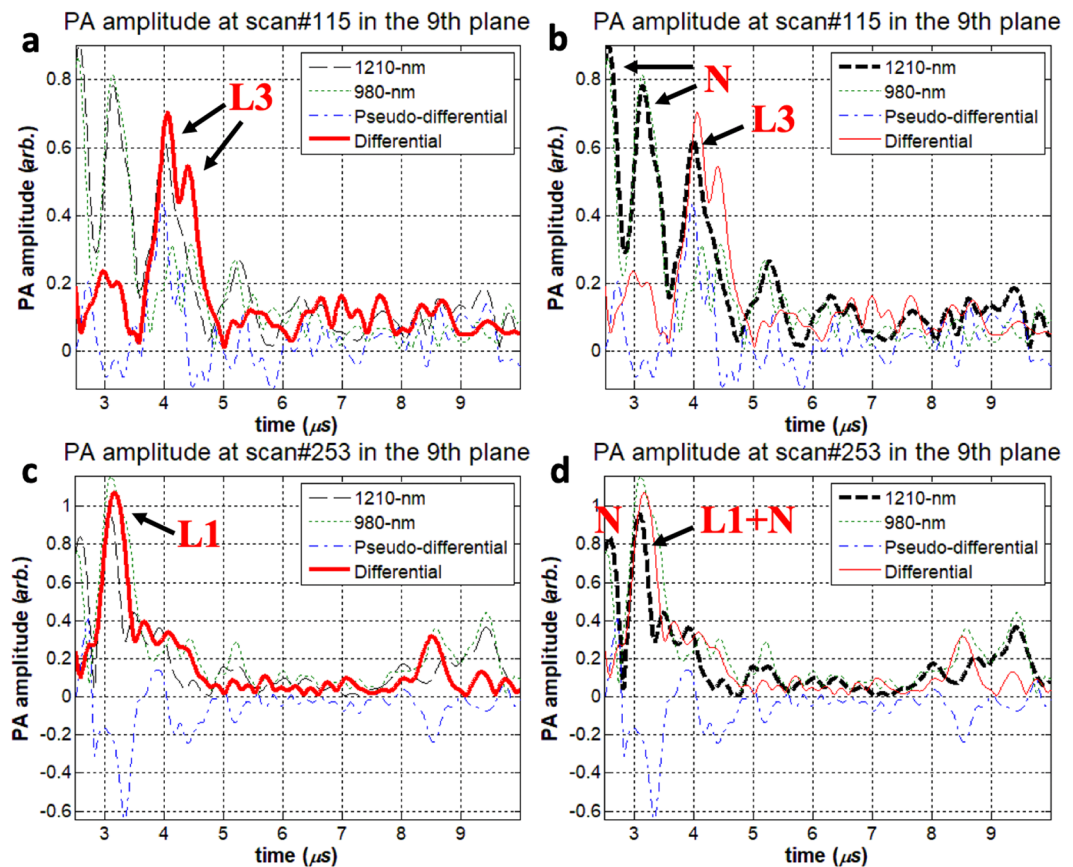 PA amplitude at scan#115 in the 9th plane
a
0.8
0.6
0.4
0.2
0
PA amplitude (arb.)
L3
1210-nm
980-nm
Pseudo-differential
Differential
3 4 5 6 7 8 9
time (μs)
PA amplitude at scan#115 in the 9th plane
b
0.8
0.6
0.4
0.2
0
PA amplitude (arb.)
N
L3
1210-nm
980-nm
Pseudo-differential
Differential
3 4 5 6 7 8 9
time (μs)
PA amplitude at scan#253 in the 9th plane
c
1
0.8
0.6
0.4
0.2
0
-0.2
-0.4
-0.6
PA amplitude (arb.)
L1
1210-nm
980-nm
Pseudo-differential
Differential
3 4 5 6 7 8 9
time (μs)
PA amplitude at scan#253 in the 9th plane
d
1
0.8
0.6
0.4
0.2
0
-0.2
-0.4
-0.6
PA amplitude (arb.)
N
L1+N
1210-nm
980-nm
Pseudo-differential
Differential
3 4 5 6 7 8 9
time (μs)